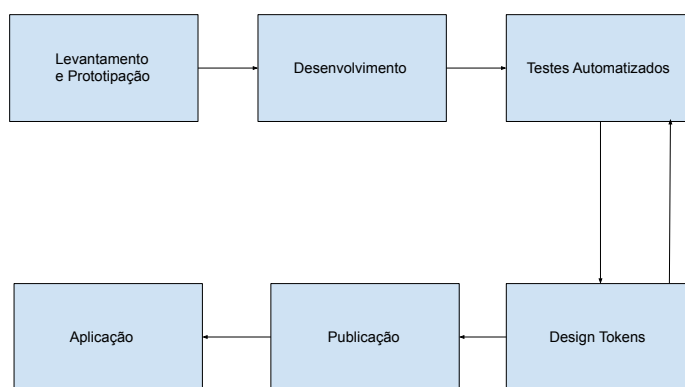 Levantamento
e Prototipação
Desenvolvimento
Testes Automatizados
Aplicação
Publicação
Design Tokens